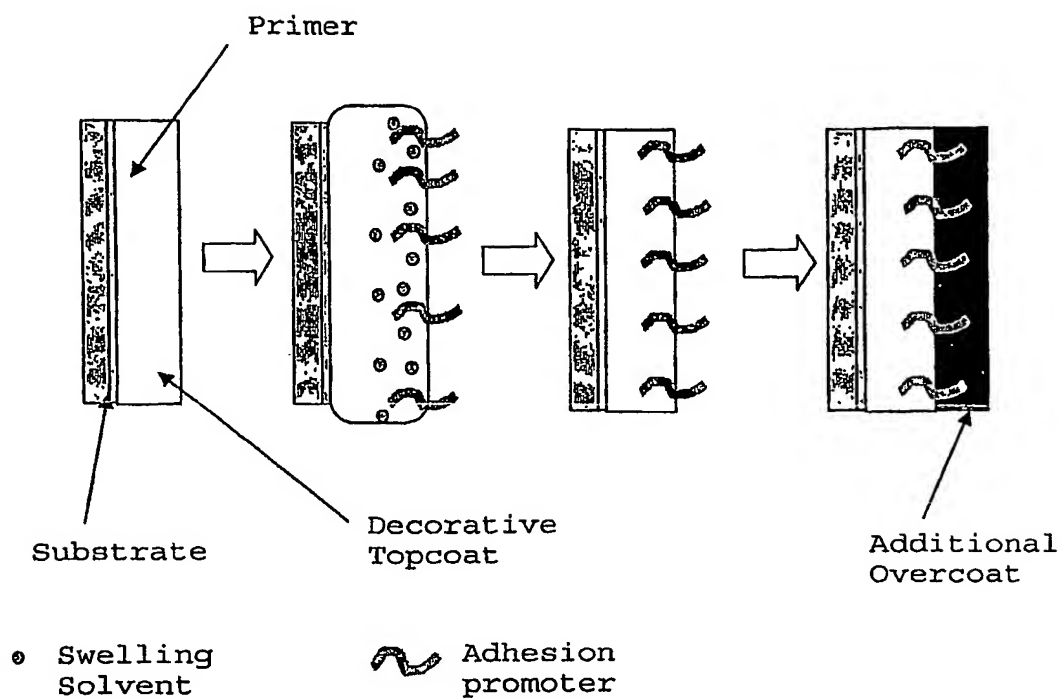 Primer
Substrate
Decorative
Topcoat
Additional
Overcoat
Swelling
Solvent
Adhesion
promoter